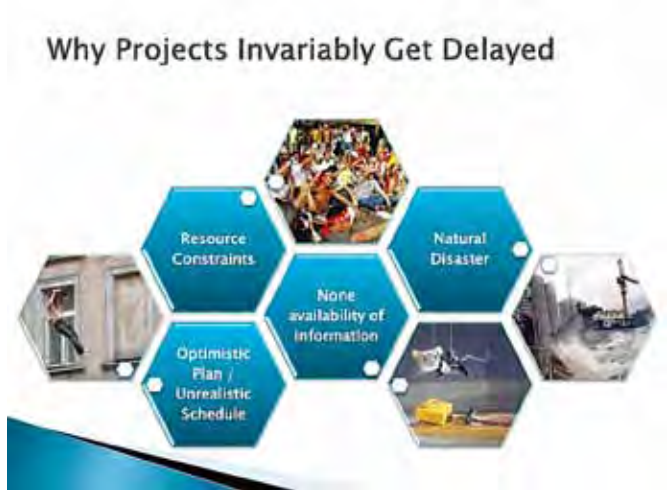 Why Projects Invariably Get Delayed
Resource
Constraints
Natural
Disaster
None
availability of
information
Optimistic
Plan /
Unrealistic
Schedule